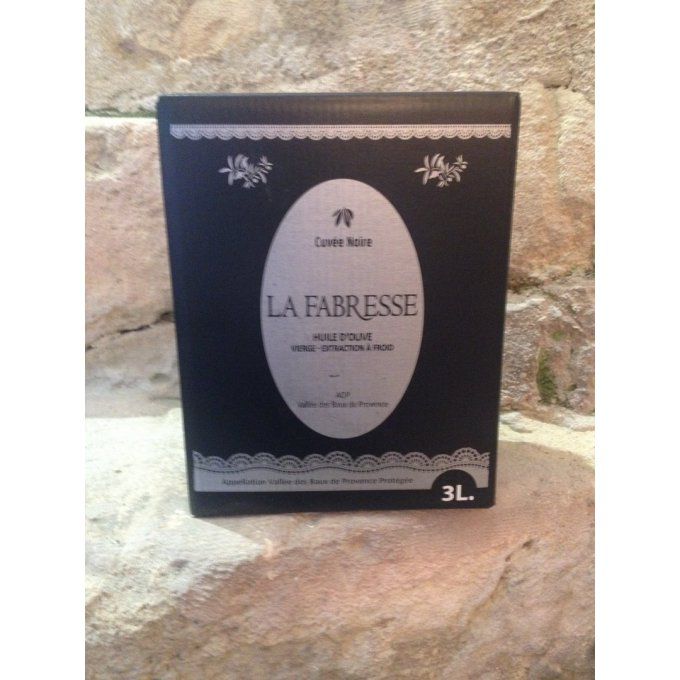 Cuvée Noire
LA FABRESSE
HUILE D'OLIVE
VIERGE - EXTRACTION À FROID
AOP
Vallée des Baux de Provence
Appellation Vallée des Baux de Provence Protégée
3L.